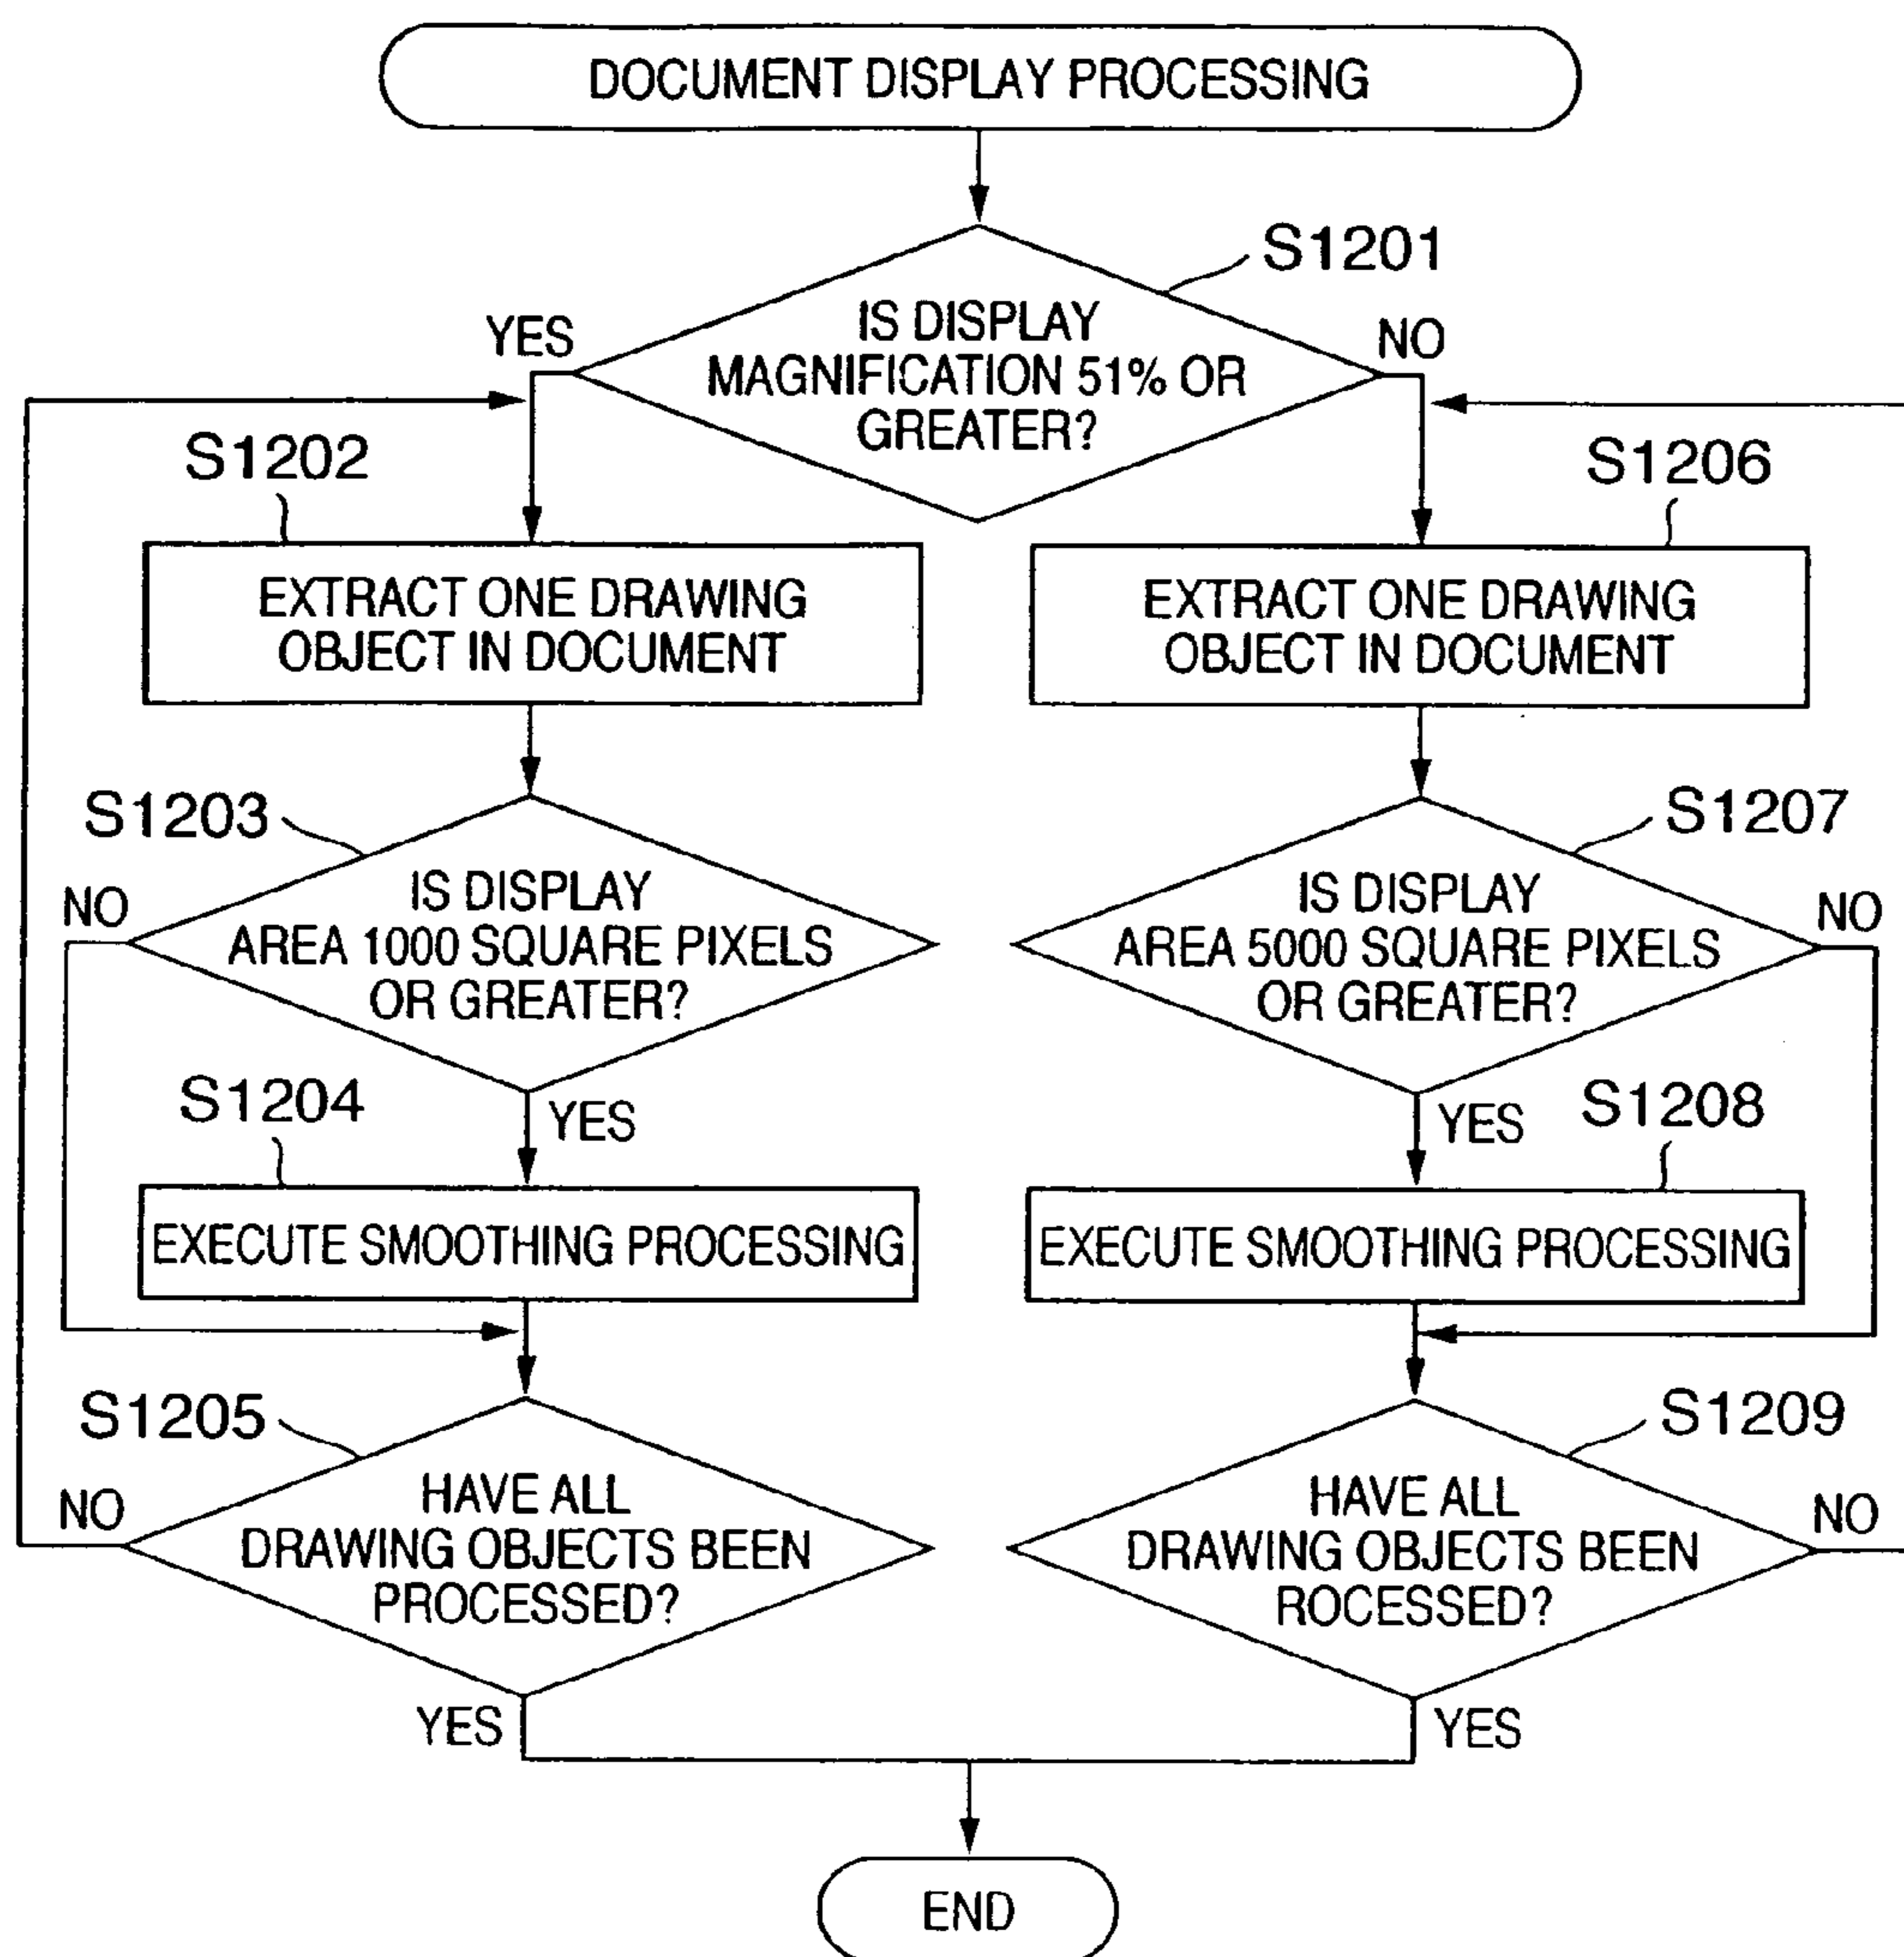 DOCUMENT DISPLAY PROCESSING
S1201
IS DISPLAY
MAGNIFICATION 51% OR
GREATER?
YES
NO
S1202
EXTRACT ONE DRAWING
OBJECT IN DOCUMENT
S1206
EXTRACT ONE DRAWING
OBJECT IN DOCUMENT
S1203
IS DISPLAY
AREA 1000 SQUARE PIXELS
OR GREATER?
NO
YES
S1207
IS DISPLAY
AREA 5000 SQUARE PIXELS
OR GREATER?
NO
YES
S1204
EXECUTE SMOOTHING PROCESSING
S1208
EXECUTE SMOOTHING PROCESSING
S1205
HAVE ALL
DRAWING OBJECTS BEEN
PROCESSED?
NO
YES
S1209
HAVE ALL
DRAWING OBJECTS BEEN
ROCESSED?
NO
YES
END